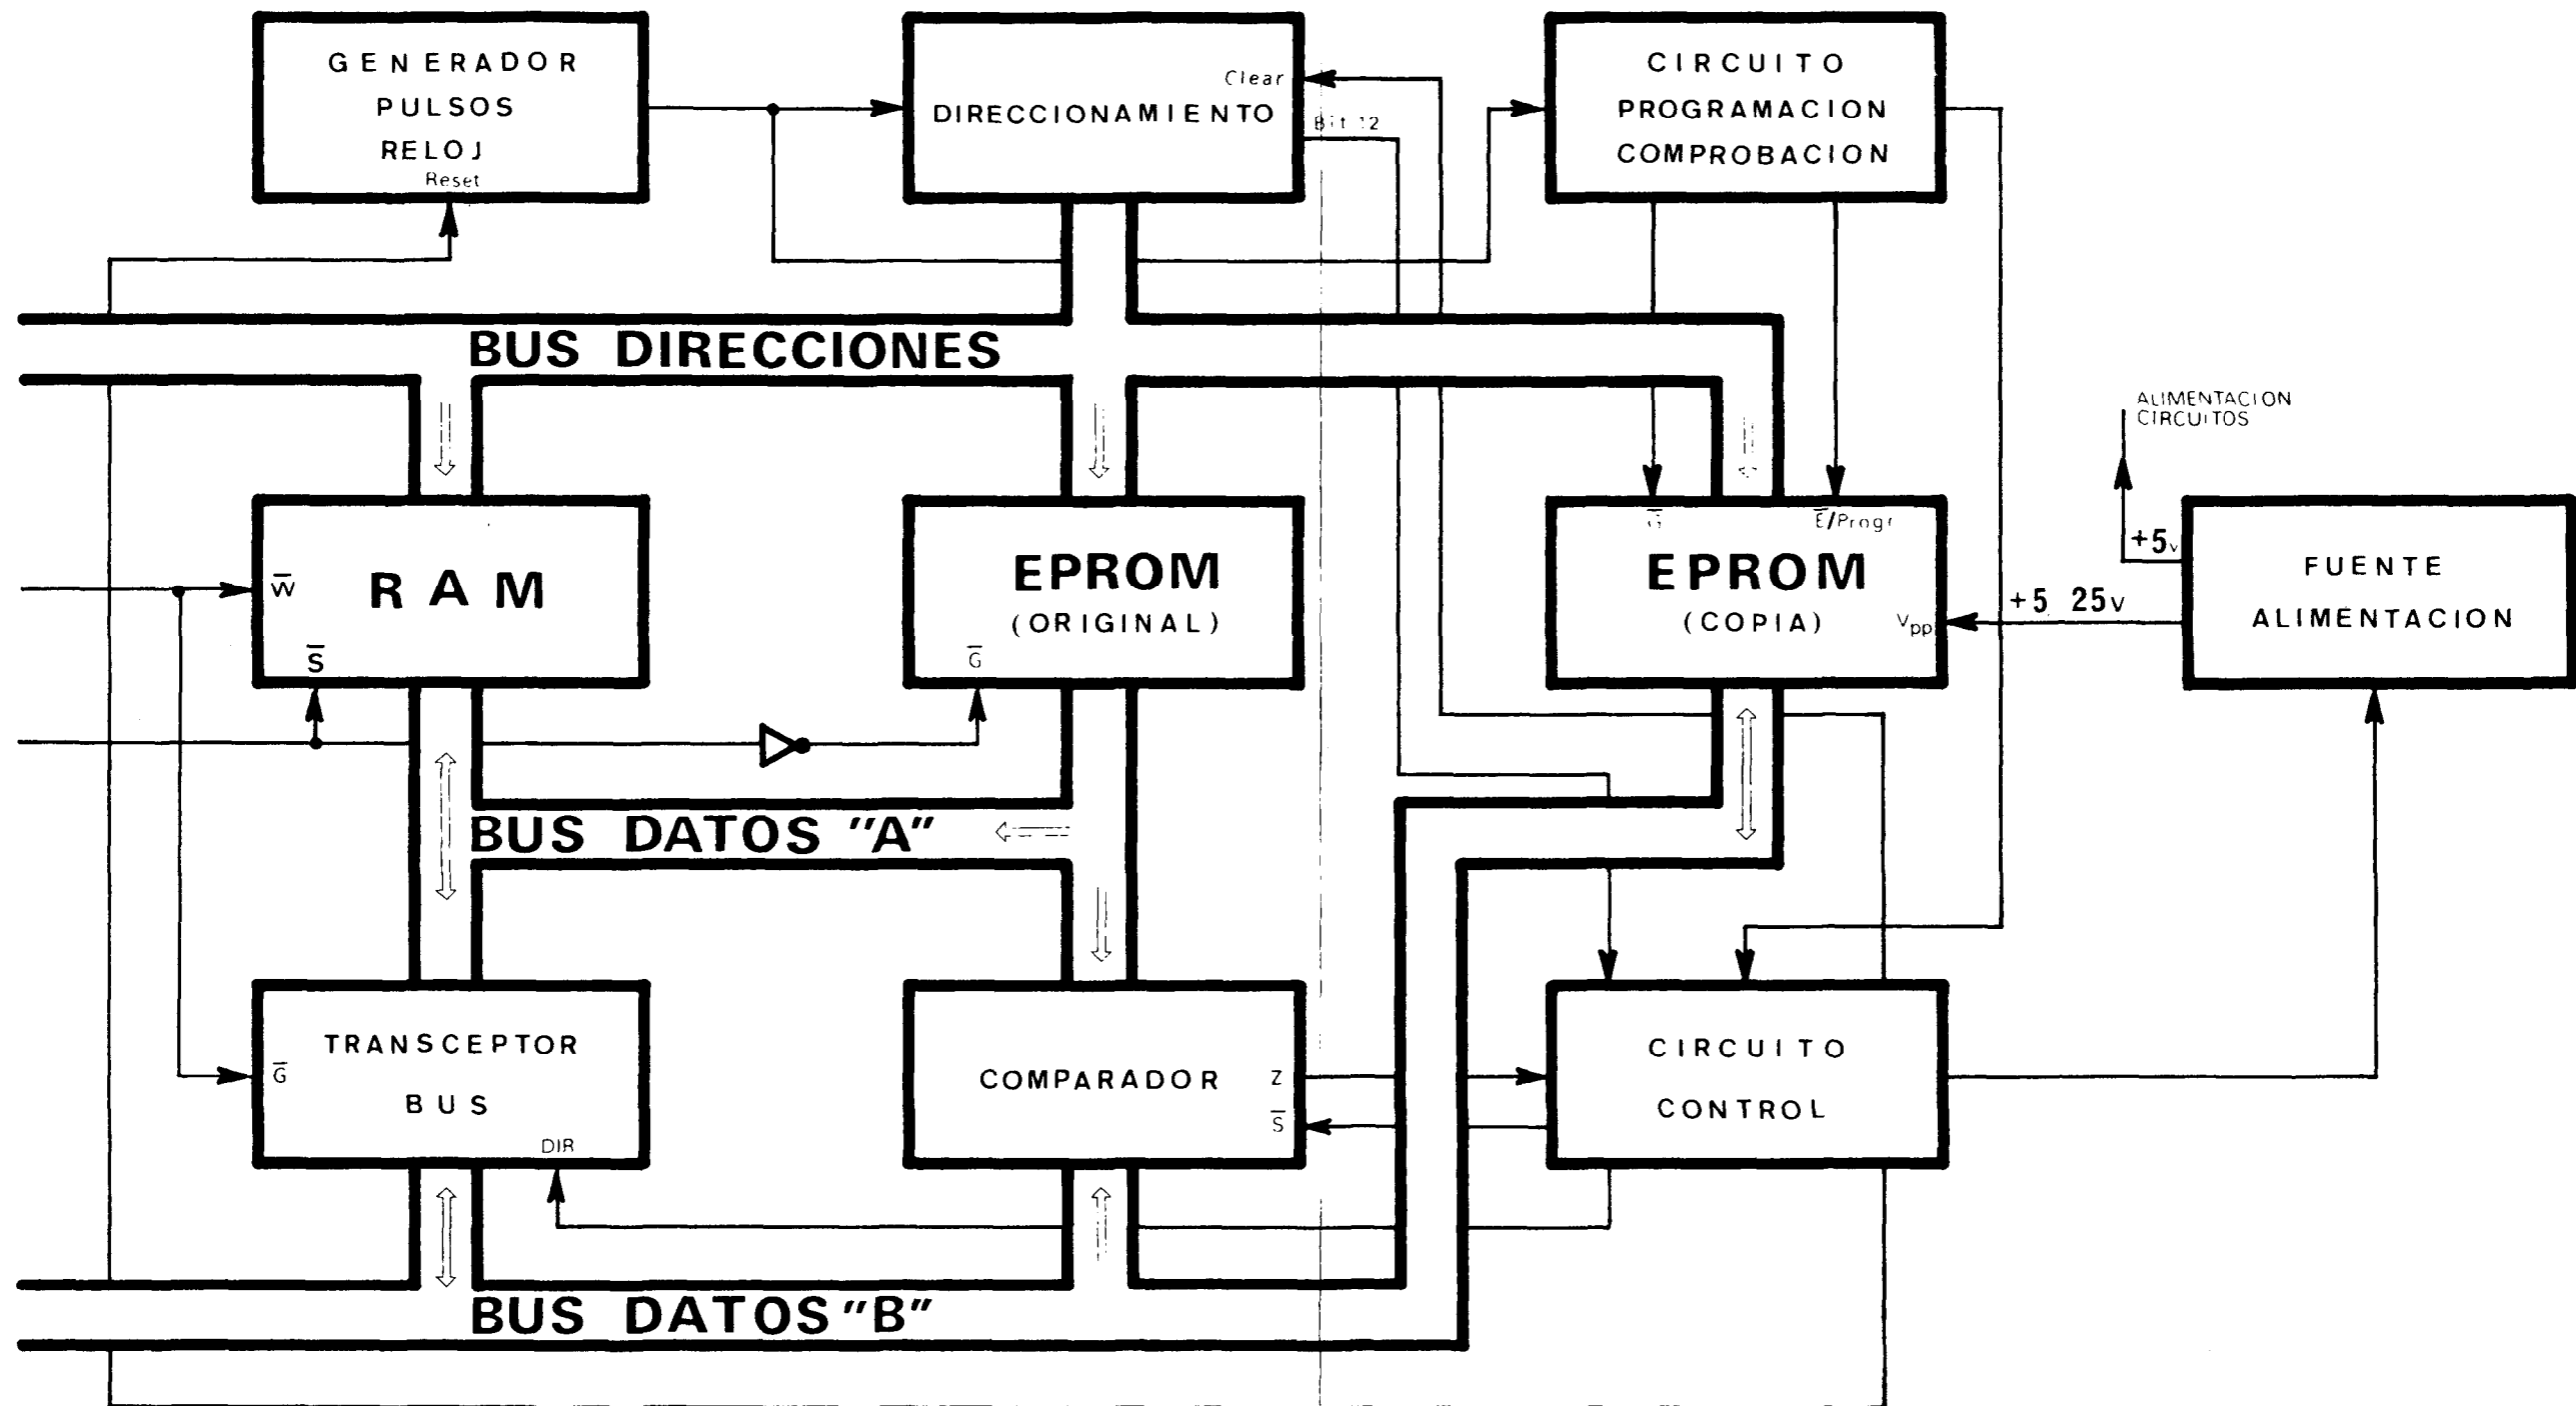 GENERADOR
PULSOS
RELOJ
Reset
Clear
DIRECCIONAMIENTO
Bit 12
CIRCUITO
PROGRAMACION
COMPROBACION
BUS DIRECCIONES
ALIMENTACION
CIRCUITOS
W̅
RAM
S̅
EPROM
(ORIGINAL)
G̅
G̅
E̅/Progr
EPROM
(COPIA)
Vpp
+5v
+5 25v
FUENTE
ALIMENTACION
BUS DATOS "A"
TRANSCEPTOR
BUS
G̅
DIR
COMPARADOR
Z
S̅
CIRCUITO
CONTROL
BUS DATOS "B"